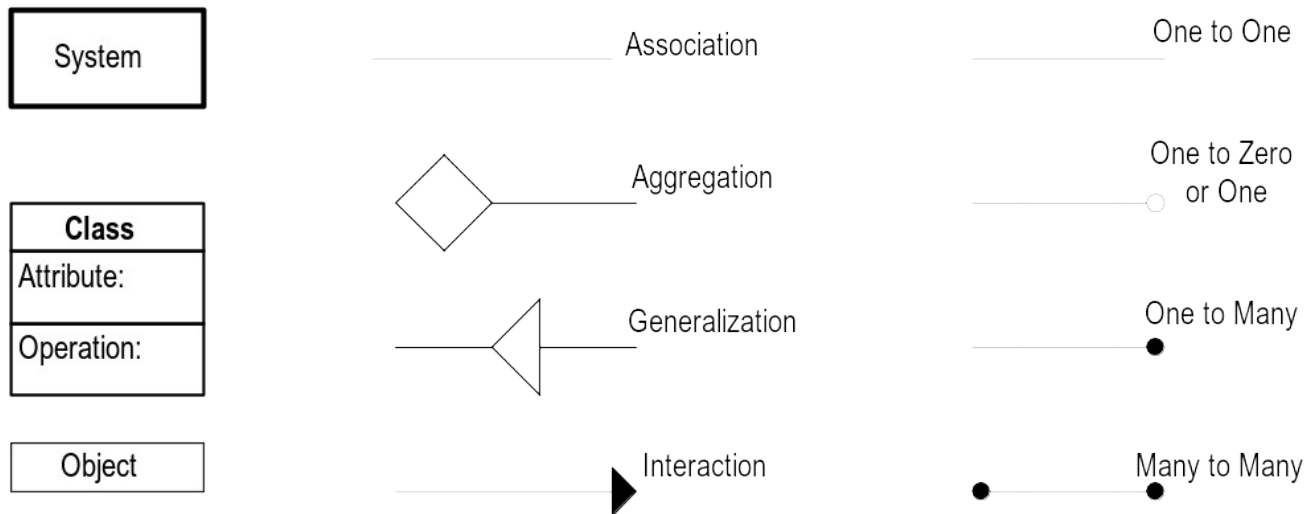 System
Class
Attribute:
Operation:
Object
Association
Aggregation
Generalization
Interaction
One to One
One to Zero
or One
One to Many
Many to Many